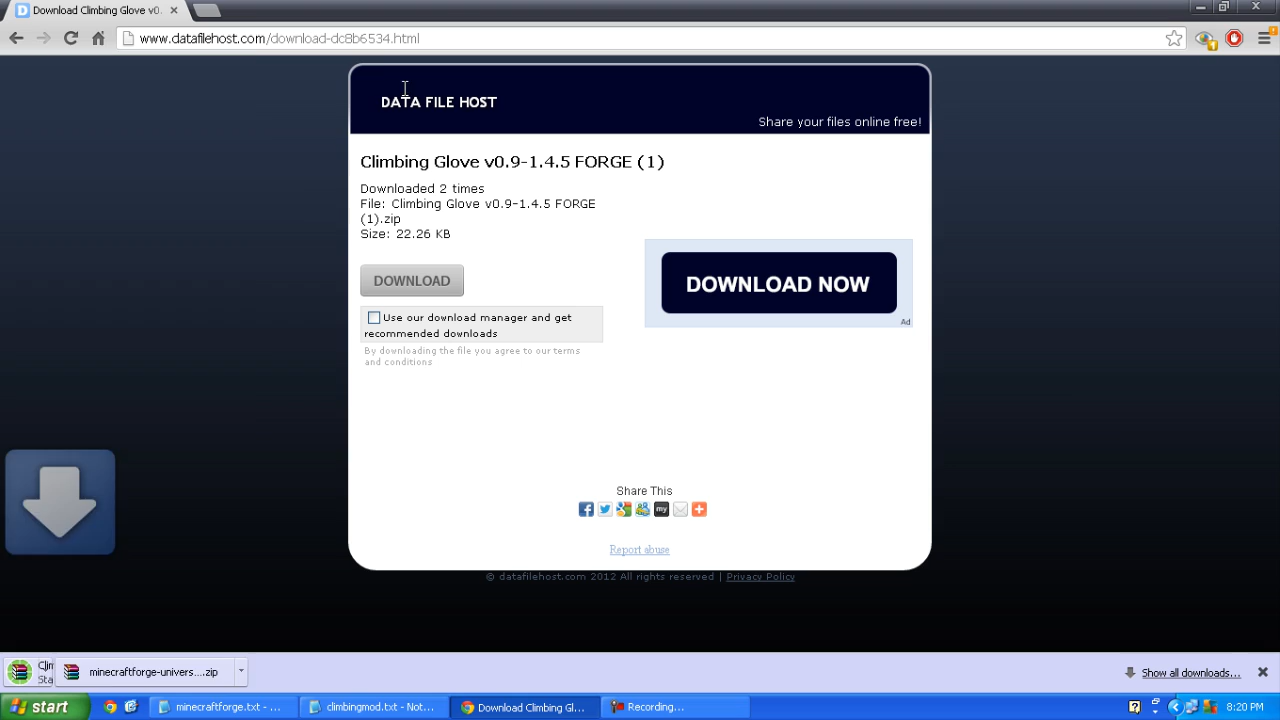 Download Climbing Glove v0.
www.datafilehost.com/download-dc8b6534.html
DATA FILE HOST
Share your files online free!
Climbing Glove v0.9-1.4.5 FORGE (1)
Downloaded 2 times
File: Climbing Glove v0.9-1.4.5 FORGE
(1).zip
Size: 22.26 KB
DOWNLOAD
DOWNLOAD NOW
Ad
Use our download manager and get
recommended downloads
By downloading the file you agree to our terms
and conditions
Share This
my
Report abuse
© datafilehost.com 2012 All rights reserved | Privacy Policy
Clim
Sta
minecraftforge-univers....zip
Show all downloads...
start
minecraftforge.txt - ...
climbingmod.txt - Not...
Download Climbing Gl...
Recording...
8:20 PM